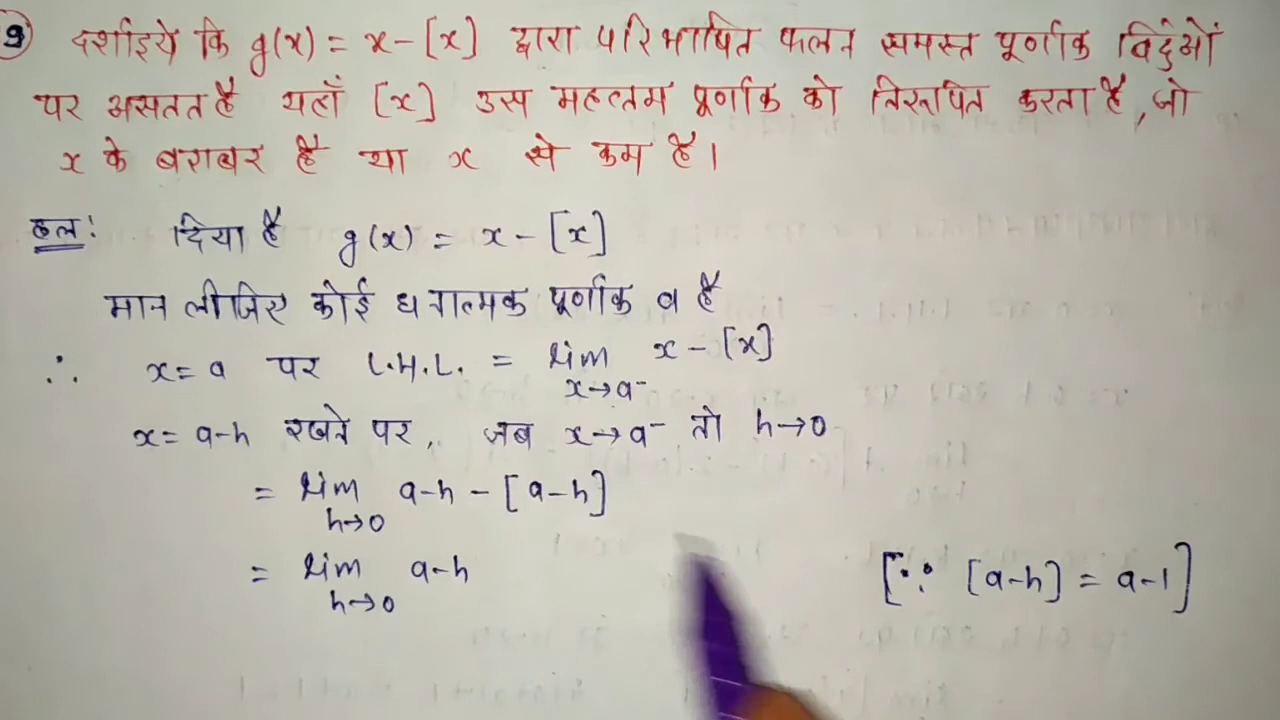 9) दर्शाइये कि g(x) = x - [x] द्वारा परिभाषित फलन समस्त पूर्णांक बिंदुओं
पर असतत है यहाँ [x] उस महत्तम पूर्णांक को निरूपित करता है, जो
x के बराबर है या x से कम है।
हल: दिया है g(x) = x - [x]
मान लीजिए कोई धनात्मक पूर्णांक a है
∴ x = a पर L.H.L. = lim x - [x]
x→a⁻
x = a-h रखने पर, जब x→a⁻ तो h→0
= lim a-h - [a-h]
h→0
= lim a-h [∵ [a-h] = a-1]
h→0